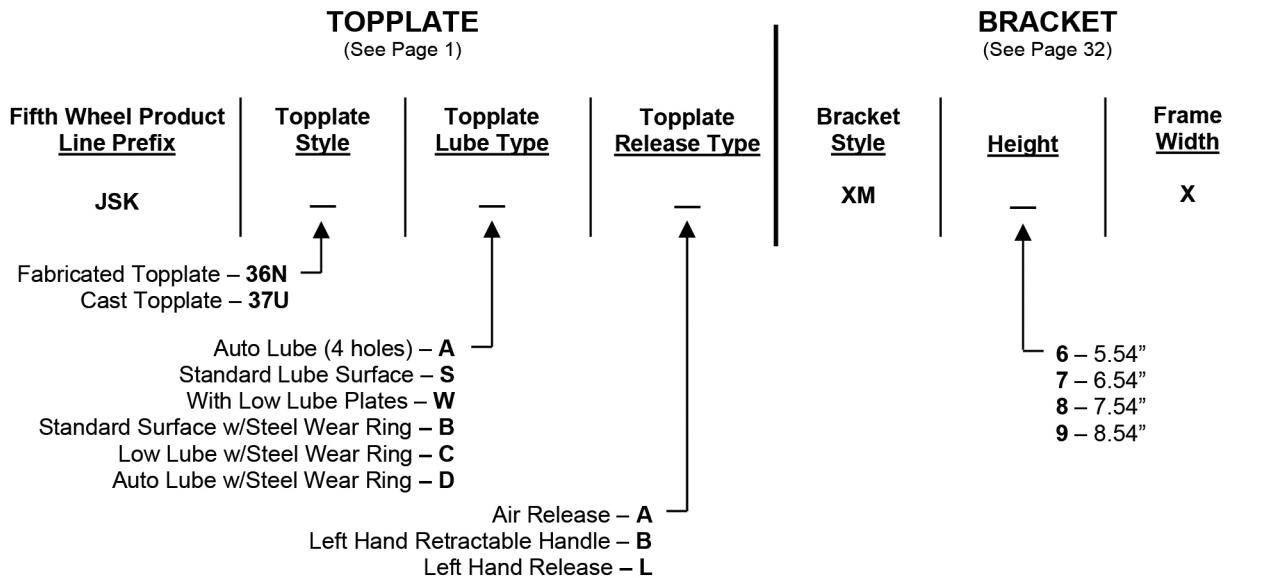 TOPPLATE
(See Page 1)
BRACKET
(See Page 32)
Fifth Wheel Product
Line Prefix
Topplate
Style
Topplate
Lube Type
Topplate
Release Type
Bracket
Style
Height
Frame
Width
JSK
—
—
—
XM
—
X
Fabricated Topplate – 36N
Cast Topplate – 37U
Auto Lube (4 holes) – A
Standard Lube Surface – S
With Low Lube Plates – W
Standard Surface w/Steel Wear Ring – B
Low Lube w/Steel Wear Ring – C
Auto Lube w/Steel Wear Ring – D
Air Release – A
Left Hand Retractable Handle – B
Left Hand Release – L
6 – 5.54”
7 – 6.54”
8 – 7.54”
9 – 8.54”